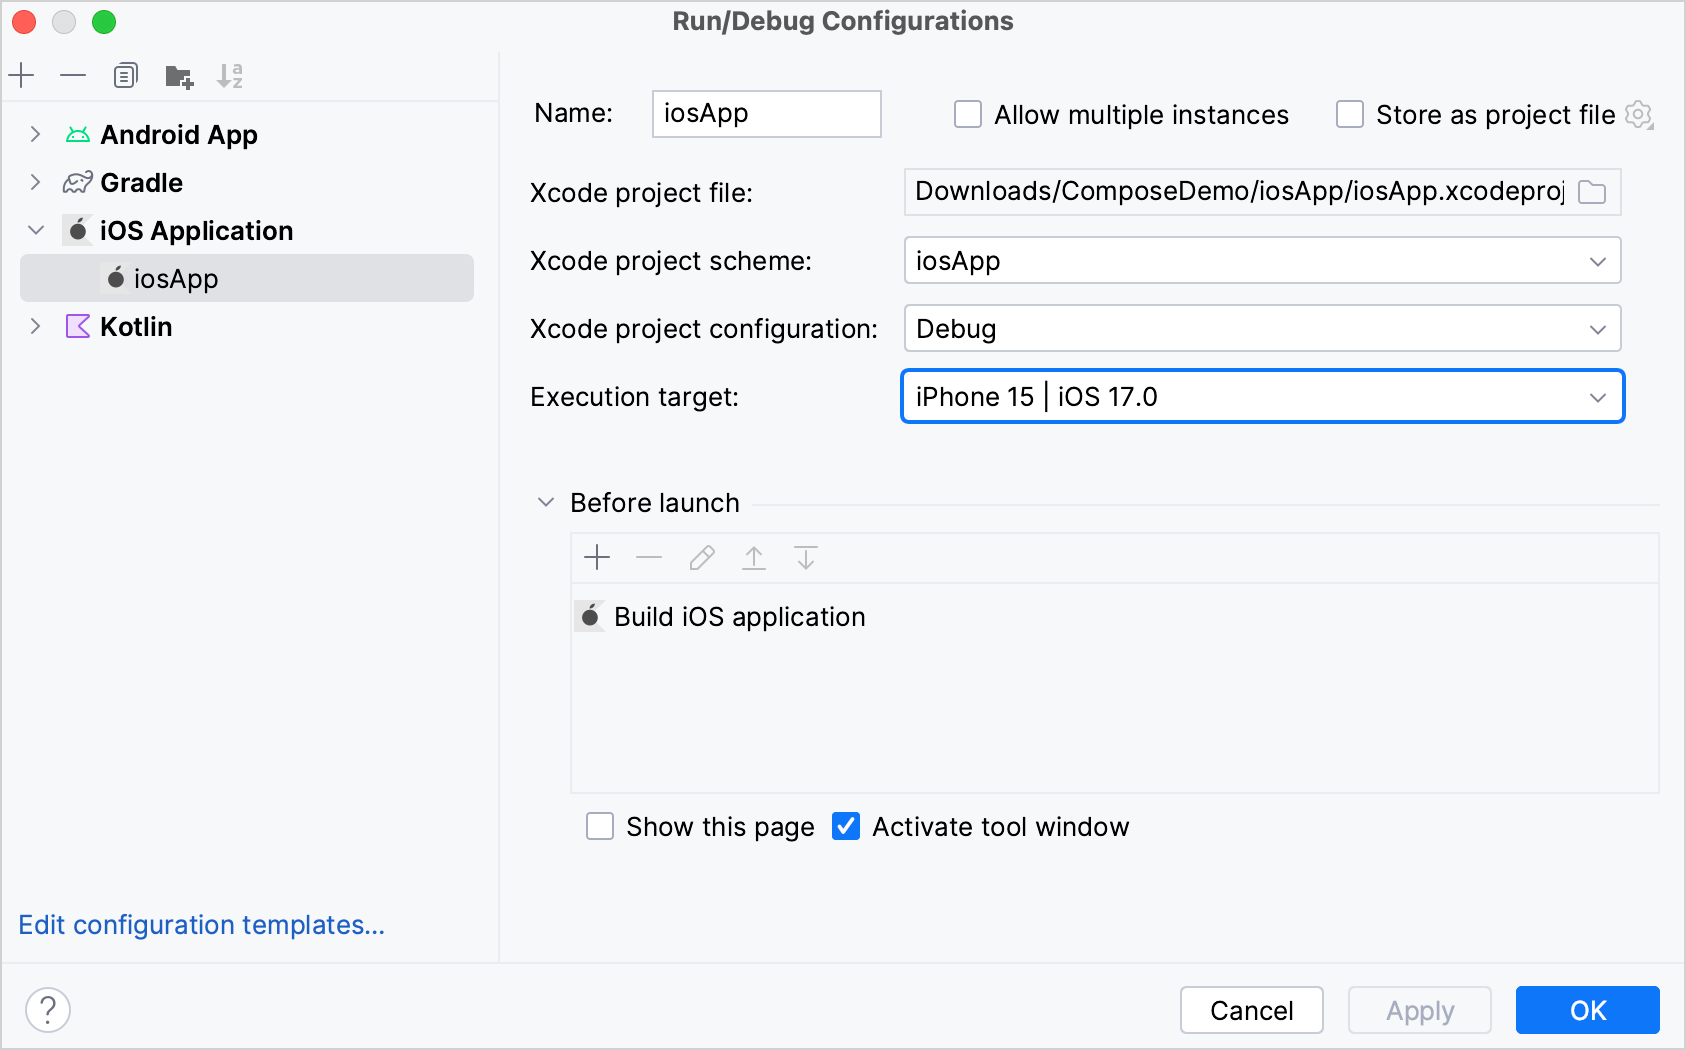 Run/Debug Configurations
Android App
Gradle
iOS Application
iosApp
Kotlin
Edit configuration templates...
Name: iosApp Allow multiple instances Store as project file
Xcode project file: Downloads/ComposeDemo/iosApp/iosApp.xcodeproj
Xcode project scheme: iosApp
Xcode project configuration: Debug
Execution target: iPhone 15 | iOS 17.0
Before launch
Build iOS application
Show this page Activate tool window
? Cancel Apply OK